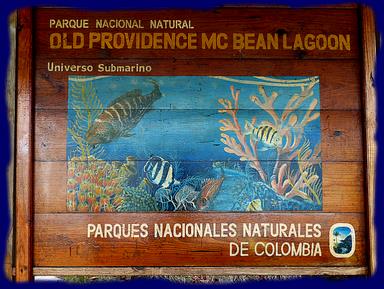 PARQUE NACIONAL NATURAL
OLD PROVIDENCE MC BEAN LAGOON
Universo Submarino
PARQUES NACIONALES NATURALES
DE COLOMBIA